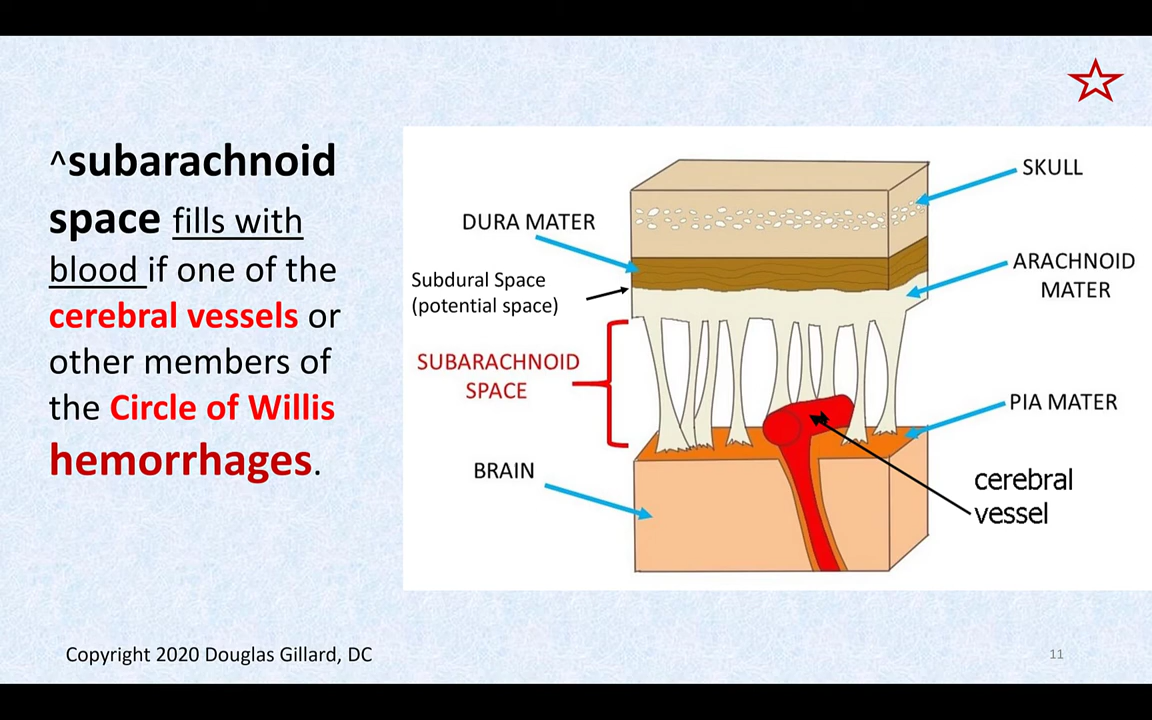 ^subarachnoid
space fills with
blood if one of the
cerebral vessels or
other members of
the Circle of Willis
hemorrhages.
SKULL
DURA MATER
ARACHNOID
MATER
Subdural Space
(potential space)
SUBARACHNOID
SPACE
PIA MATER
BRAIN
cerebral
vessel
Copyright 2020 Douglas Gillard, DC
11